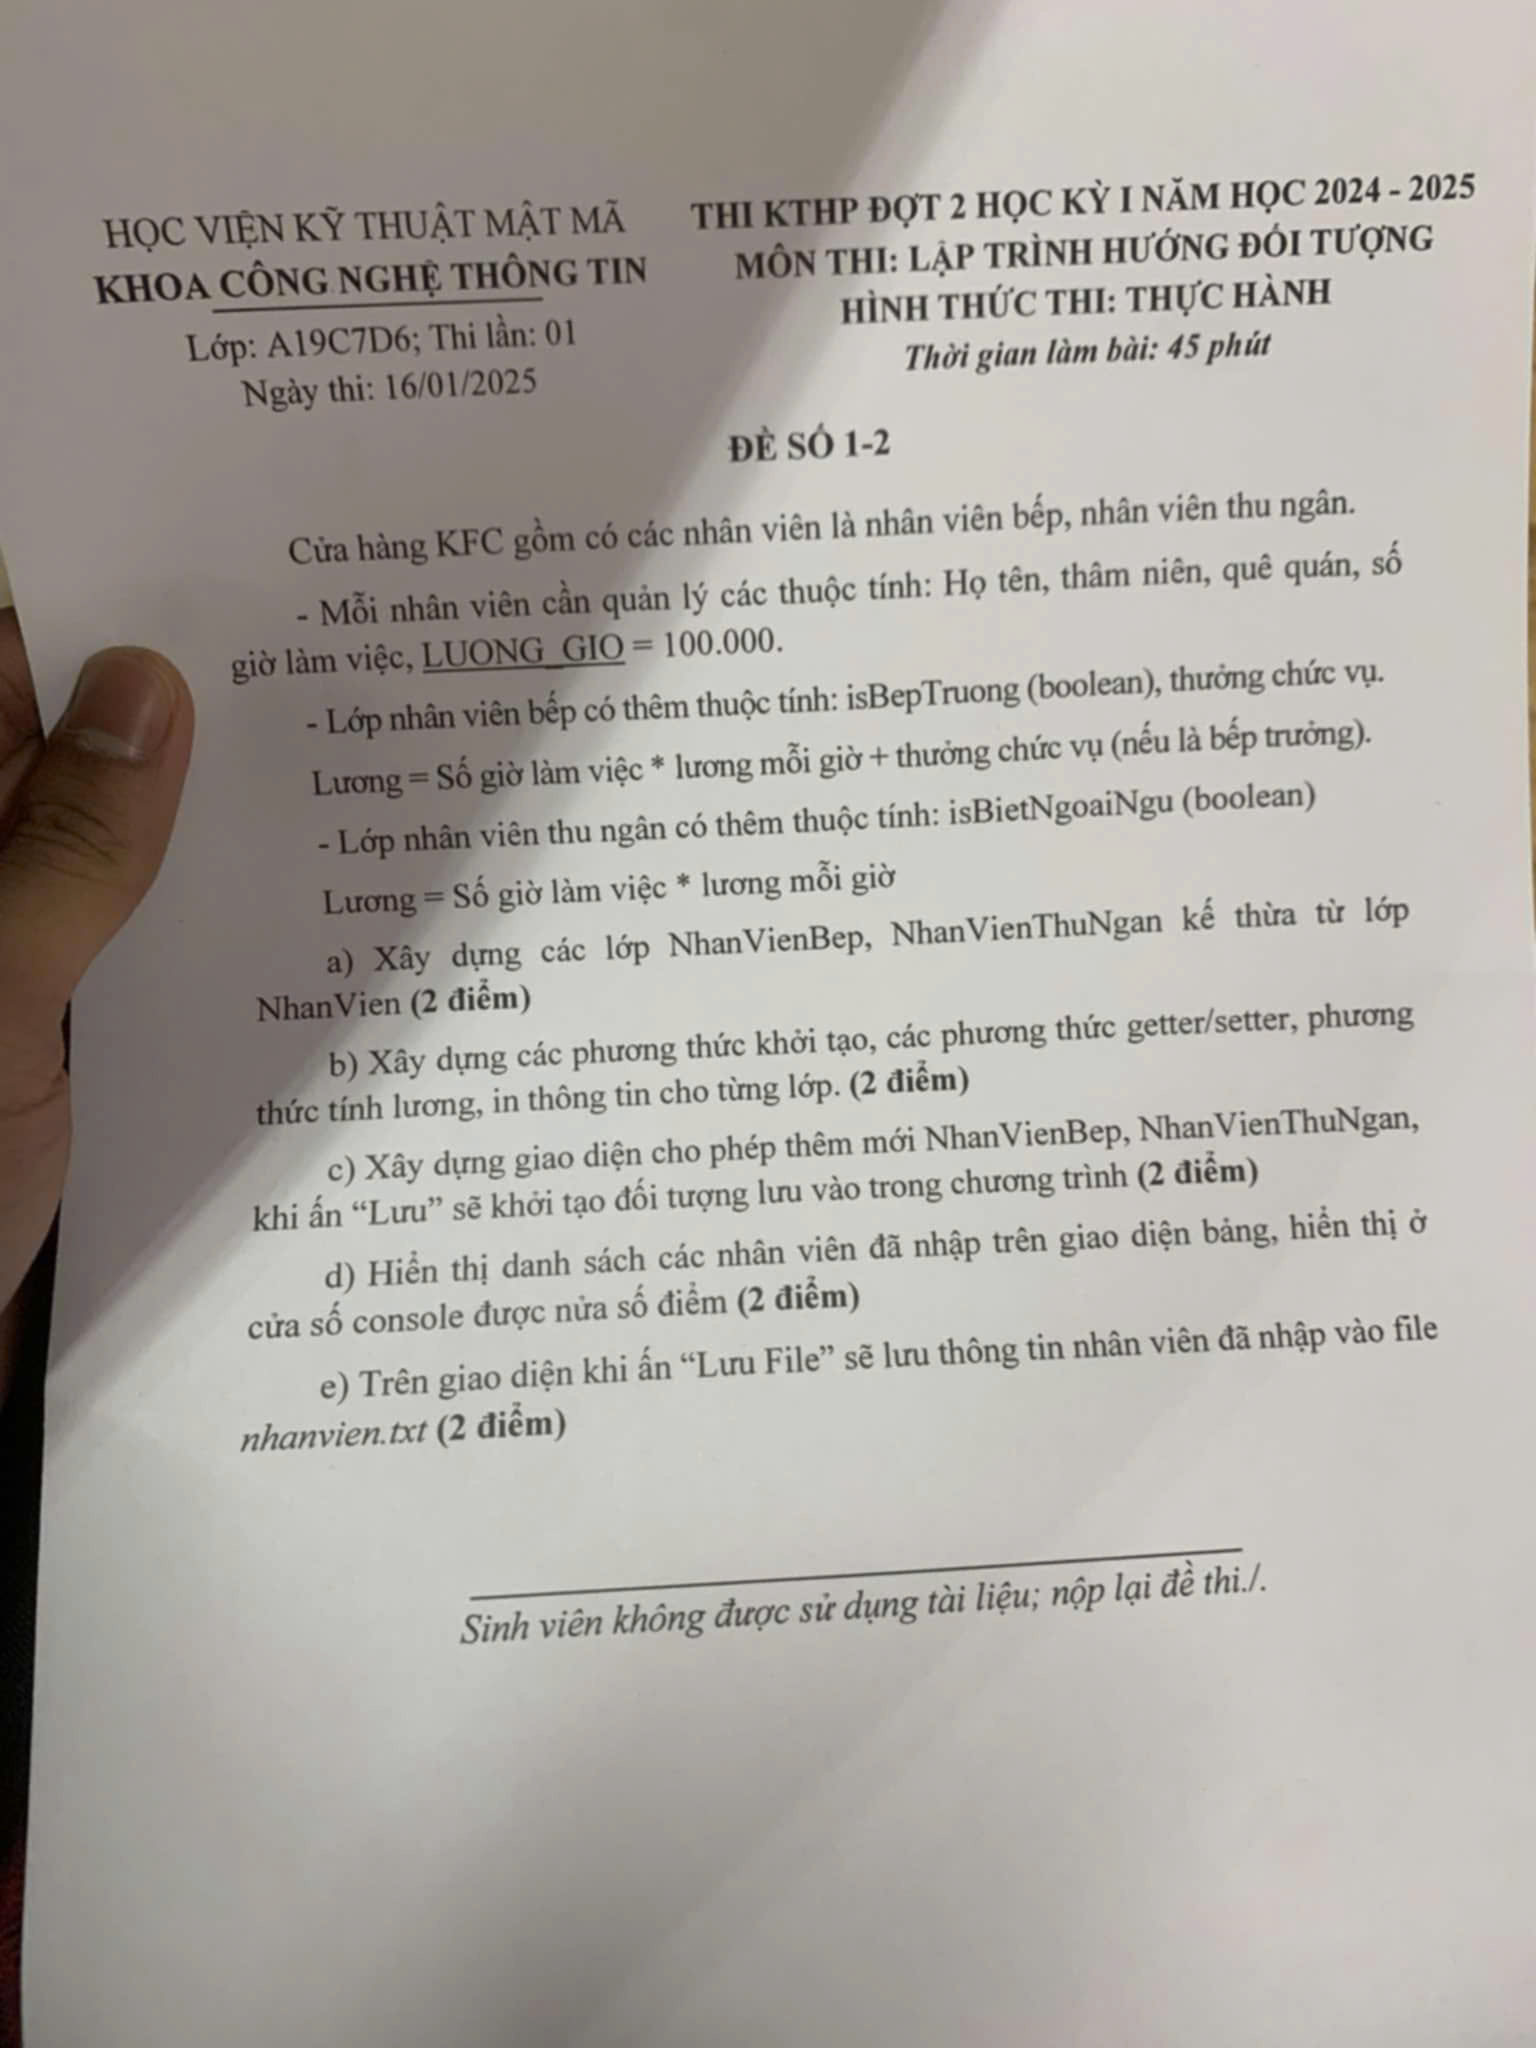 HỌC VIỆN KỸ THUẬT MẬT MÃ
KHOA CÔNG NGHỆ THÔNG TIN
Lớp: A19C7D6; Thi lần: 01
Ngày thi: 16/01/2025
THI KTHP ĐỢT 2 HỌC KỲ I NĂM HỌC 2024 - 2025
MÔN THI: LẬP TRÌNH HƯỚNG ĐỐI TƯỢNG
HÌNH THỨC THI: THỰC HÀNH
Thời gian làm bài: 45 phút
ĐỀ SỐ 1-2
Cửa hàng KFC gồm có các nhân viên là nhân viên bếp, nhân viên thu ngân.
- Mỗi nhân viên cần quản lý các thuộc tính: Họ tên, thâm niên, quê quán, số
giờ làm việc, LUONG_GIO = 100.000.
- Lớp nhân viên bếp có thêm thuộc tính: isBepTruong (boolean), thưởng chức vụ.
Lương = Số giờ làm việc * lương mỗi giờ + thưởng chức vụ (nếu là bếp trưởng).
- Lớp nhân viên thu ngân có thêm thuộc tính: isBietNgoaiNgu (boolean)
Lương = Số giờ làm việc * lương mỗi giờ
a) Xây dựng các lớp NhanVienBep, NhanVienThuNgan kế thừa từ lớp
NhanVien (2 điểm)
b) Xây dựng các phương thức khởi tạo, các phương thức getter/setter, phương
thức tính lương, in thông tin cho từng lớp. (2 điểm)
c) Xây dựng giao diện cho phép thêm mới NhanVienBep, NhanVienThuNgan,
khi ấn “Lưu” sẽ khởi tạo đối tượng lưu vào trong chương trình (2 điểm)
d) Hiển thị danh sách các nhân viên đã nhập trên giao diện bảng, hiển thị ở
cửa sổ console được nửa số điểm (2 điểm)
e) Trên giao diện khi ấn “Lưu File” sẽ lưu thông tin nhân viên đã nhập vào file
nhanvien.txt (2 điểm)
Sinh viên không được sử dụng tài liệu; nộp lại đề thi./.